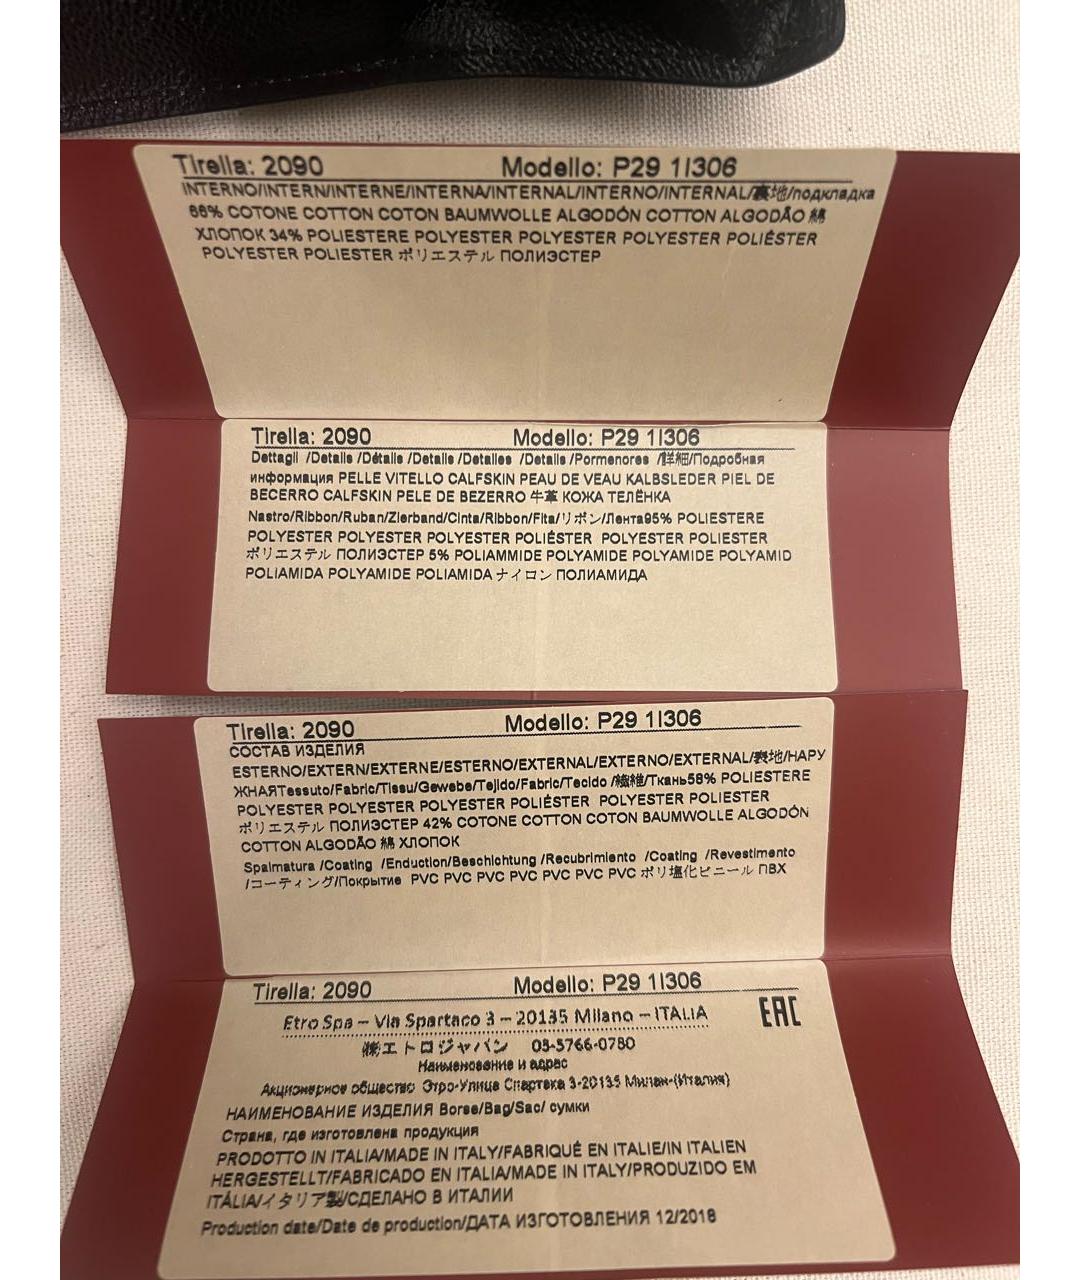 Tirella: 2090 Modello: P29 1I306
INTERNO/INTERN/INTERNE/INTERNA/INTERNAL/INTERNO/INTERNAL/裏地/подкладка
66% COTONE COTTON COTON BAUMWOLLE ALGODÓN COTTON ALGODÃO 綿
ХЛОПОК 34% POLIESTERE POLYESTER POLYESTER POLYESTER POLIÉSTER
POLYESTER POLIESTER ポリエステル ПОЛИЭСТЕР
Tirella: 2090 Modello: P29 1I306
Dettagli /Details /Détails /Details /Detalles /Details /Pormenores /詳細/Подробная
информация PELLE VITELLO CALFSKIN PEAU DE VEAU KALBSLEDER PIEL DE
BECERRO CALFSKIN PELE DE BEZERRO 牛革 КОЖА ТЕЛЁНКА
Nastro/Ribbon/Ruban/Zierband/Cinta/Ribbon/Fita/リボン/Лента95% POLIESTERE
POLYESTER POLYESTER POLYESTER POLIÉSTER POLYESTER POLIESTER
ポリエステル ПОЛИЭСТЕР 5% POLIAMMIDE POLYAMIDE POLYAMIDE POLYAMID
POLIAMIDA POLYAMIDE POLIAMIDA ナイロン ПОЛИАМИДА
Tirella: 2090 Modello: P29 1I306
СОСТАВ ИЗДЕЛИЯ
ESTERNO/EXTERN/EXTERNE/ESTERNO/EXTERNAL/EXTERNO/EXTERNAL/表地/НАРУ
ЖНАЯTessuto/Fabric/Tissu/Gewebe/Tejido/Fabric/Tecido /繊維/Ткань58% POLIESTERE
POLYESTER POLYESTER POLYESTER POLIÉSTER POLYESTER POLIESTER
ポリエステル ПОЛИЭСТЕР 42% COTONE COTTON COTON BAUMWOLLE ALGODÓN
COTTON ALGODÃO 綿 ХЛОПОК
Spalmatura /Coating /Enduction/Beschichtung /Recubrimiento /Coating /Revestimento
/コーティング/Покрытие PVC PVC PVC PVC PVC PVC PVC ポリ塩化ビニール ПВХ
Tirella: 2090 Modello: P29 1I306
Etro Spa – Via Spartaco 3 – 20135 Milano – ITALIA EAC
㈱エトロジャパン 03-5766-0780
Наименование и адрес
Акционерное общество Этро-Улица Спартака 3-20135 Милан-(Италия)
НАИМЕНОВАНИЕ ИЗДЕЛИЯ Borse/Bag/Sac/ сумки
Страна, где изготовлена продукция
PRODOTTO IN ITALIA/MADE IN ITALY/FABRIQUÉ EN ITALIE/IN ITALIEN
HERGESTELLT/FABRICADO EN ITALIA/MADE IN ITALY/PRODUZIDO EM
ITÁLIA/イタリア製/СДЕЛАНО В ИТАЛИИ
Production date/Date de production/ДАТА ИЗГОТОВЛЕНИЯ 12/2018